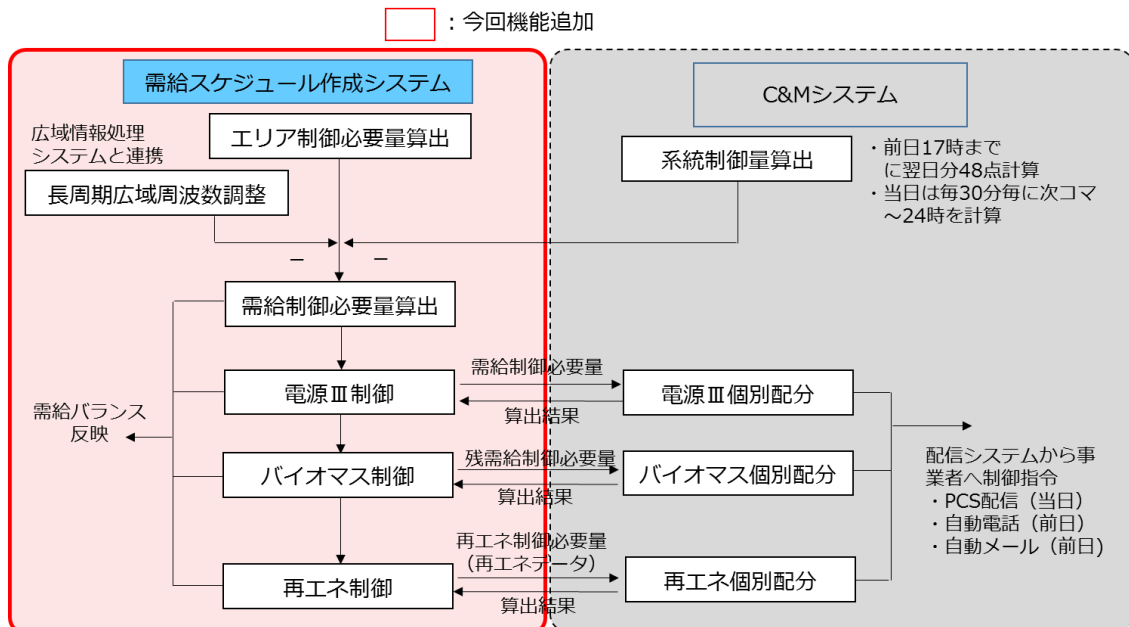 ：今回機能追加
需給スケジュール作成システム
C&Mシステム
広域情報処理
システムと連携
エリア制御必要量算出
長周期広域周波数調整
系統制御量算出
・前日17時まで
に翌日分48点計算
・当日は毎30分毎に次コマ
～24時を計算
－
－
需給制御必要量算出
需給制御必要量
電源Ⅲ制御
電源Ⅲ個別配分
算出結果
需給バランス
反映
残需給制御必要量
バイオマス制御
バイオマス個別配分
算出結果
配信システムから事
業者へ制御指令
・PCS配信（当日）
・自動電話（前日）
・自動メール（前日)
再エネ制御必要量
（再エネデータ）
再エネ制御
再エネ個別配分
算出結果